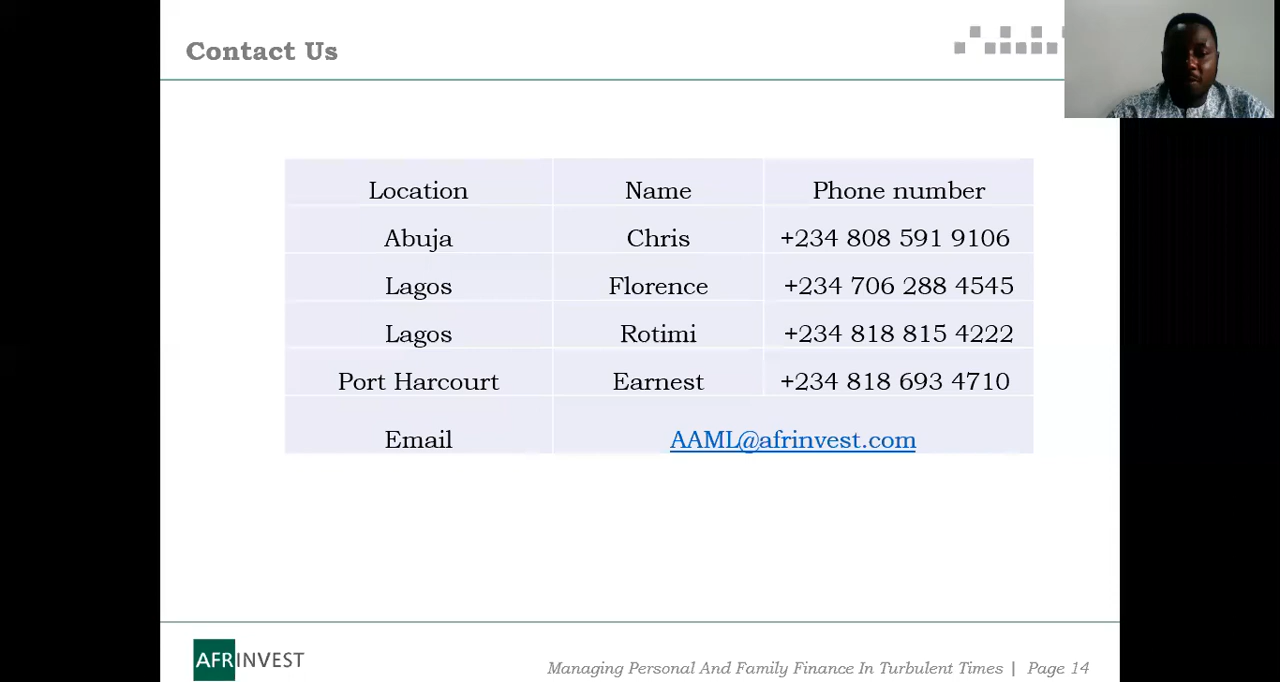 Contact Us
Location Name Phone number
Abuja Chris +234 808 591 9106
Lagos Florence +234 706 288 4545
Lagos Rotimi +234 818 815 4222
Port Harcourt Earnest +234 818 693 4710
Email AAML@afrinvest.com
AFRINVEST
Managing Personal And Family Finance In Turbulent Times | Page 14